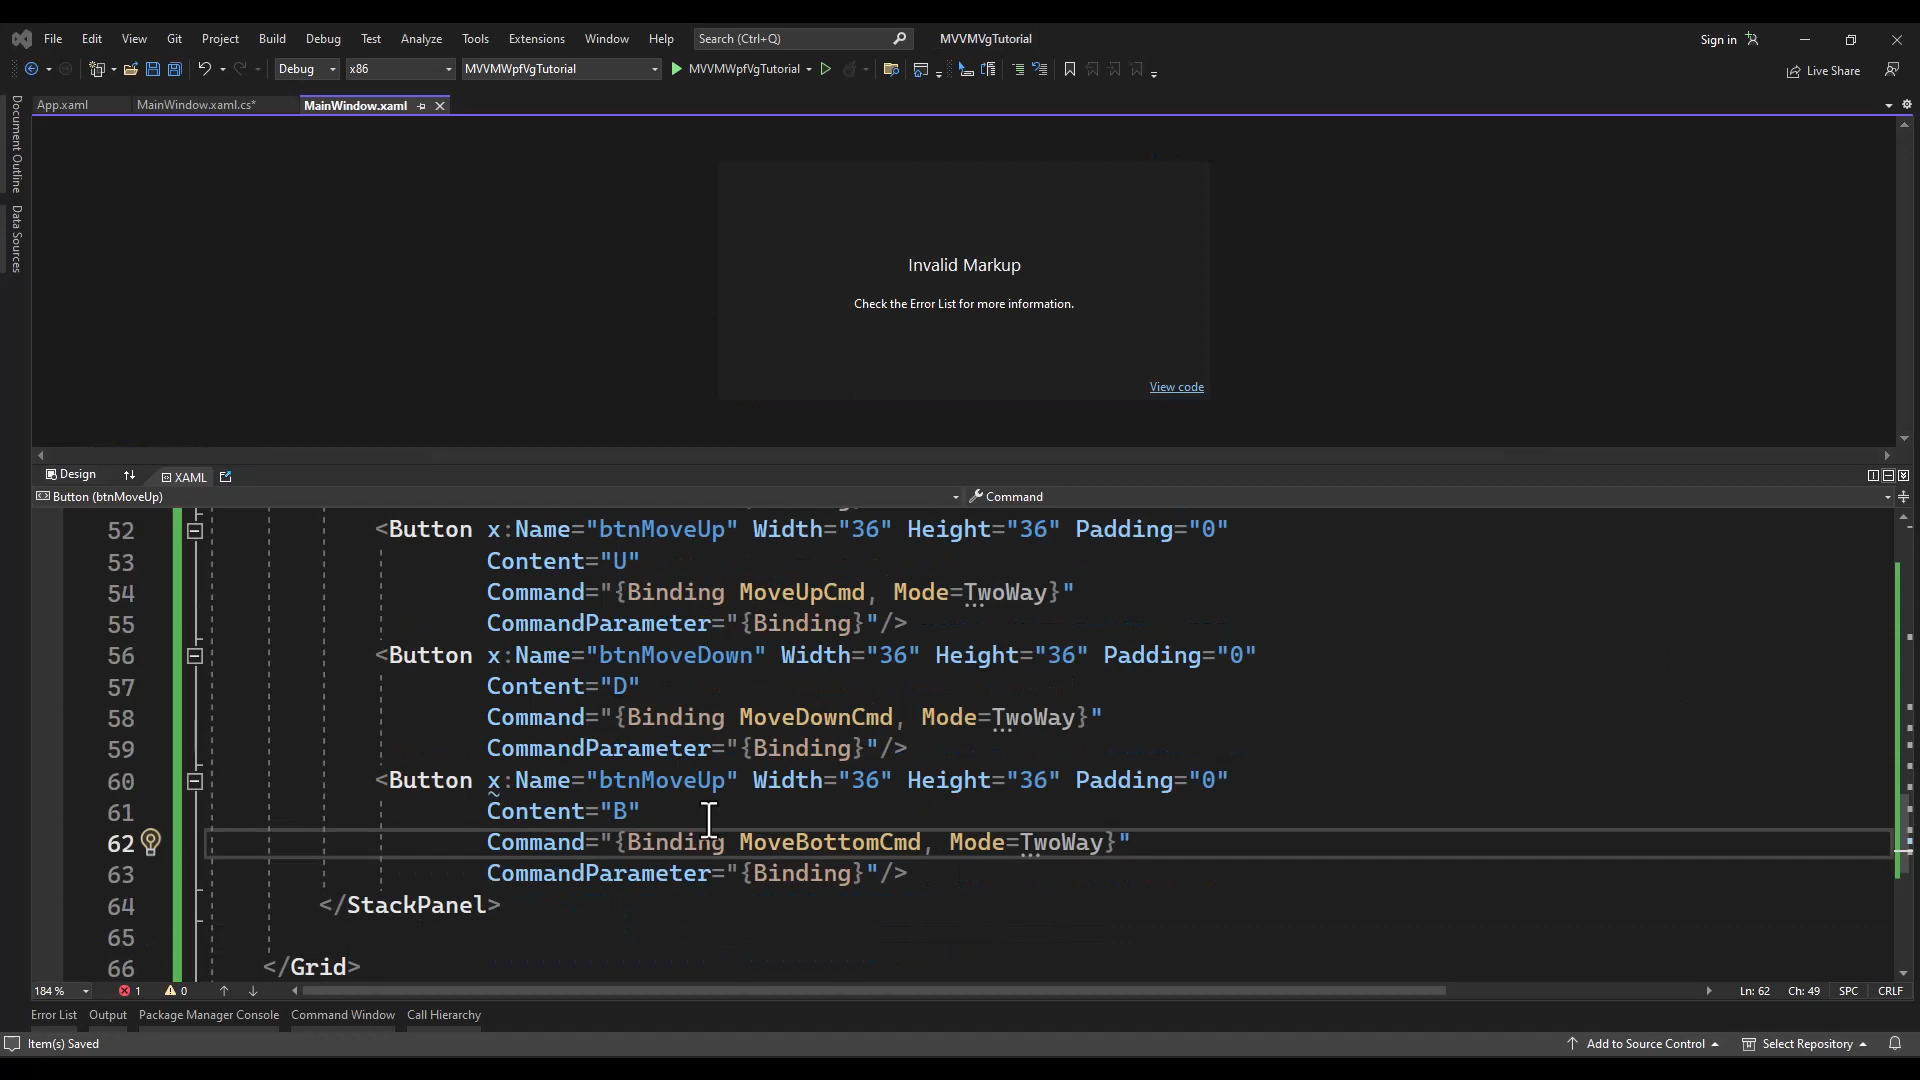 File Edit View Git Project Build Debug Test Analyze Tools Extensions Window Help Search (Ctrl+Q) MVVMVgTutorial Sign in
Debug x86 MVVMWpfVgTutorial MVVMWpfVgTutorial Live Share
App.xaml MainWindow.xaml.cs* MainWindow.xaml
Document Outline
Data Sources
Invalid Markup
Check the Error List for more information.
View code
Design XAML
Button (btnMoveUp) Command
52 <Button x:Name="btnMoveUp" Width="36" Height="36" Padding="0"
53 Content="U"
54 Command="{Binding MoveUpCmd, Mode=TwoWay}"
55 CommandParameter="{Binding}"/>
56 <Button x:Name="btnMoveDown" Width="36" Height="36" Padding="0"
57 Content="D"
58 Command="{Binding MoveDownCmd, Mode=TwoWay}"
59 CommandParameter="{Binding}"/>
60 <Button x:Name="btnMoveUp" Width="36" Height="36" Padding="0"
61 Content="B"
62 Command="{Binding MoveBottomCmd, Mode=TwoWay}"
63 CommandParameter="{Binding}"/>
64 </StackPanel>
65
66 </Grid>
184 % 1 0 Ln: 62 Ch: 49 SPC CRLF
Error List Output Package Manager Console Command Window Call Hierarchy
Item(s) Saved Add to Source Control Select Repository